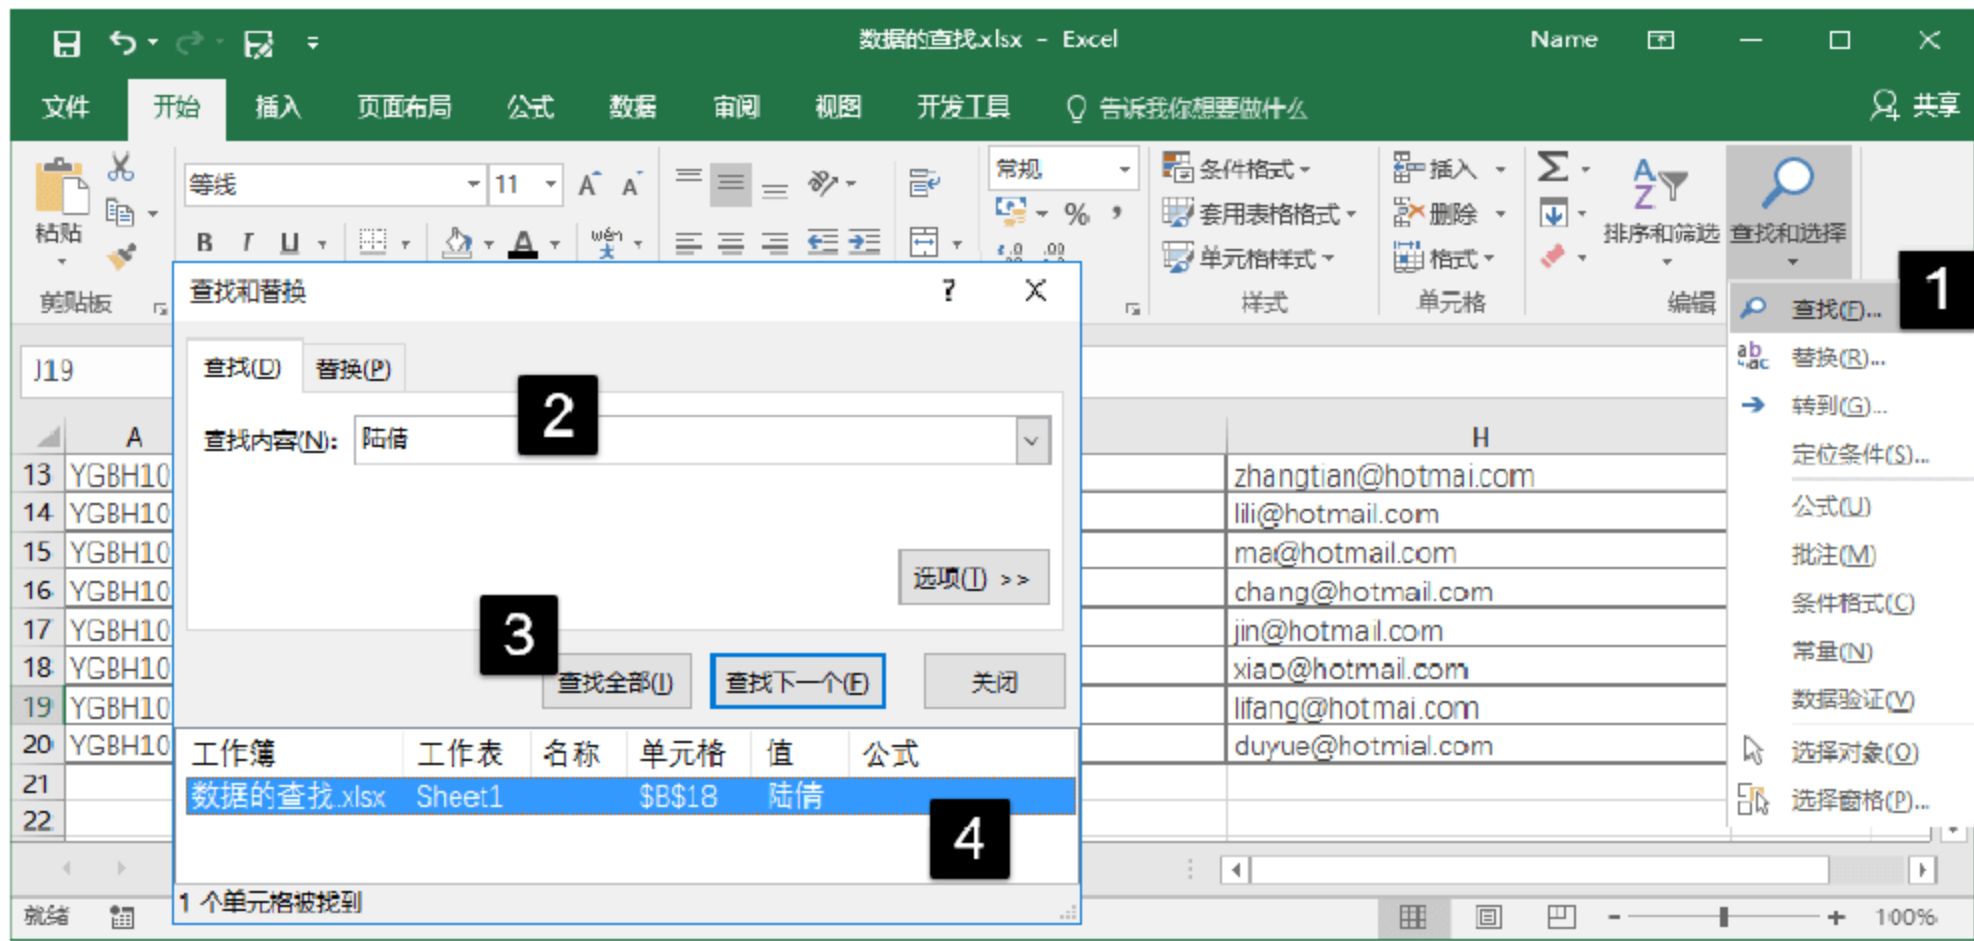 数据的查找.xlsx - Excel
Name
文件 开始 插入 页面布局 公式 数据 审阅 视图 开发工具 告诉我你想要做什么 共享
粘贴
剪贴板
等线 11
B I U
wén 文
常规
%
条件格式
套用表格格式
单元格样式
样式
插入
删除
格式
单元格
排序和筛选
查找和选择
编辑
1
查找(F)...
替换(R)...
转到(G)...
定位条件(S)...
公式(U)
批注(M)
条件格式(C)
常量(N)
数据验证(V)
选择对象(O)
选择窗格(P)...
J19
查找和替换 ? X
查找(D) 替换(P)
2
查找内容(N): 陆倩
选项(T) >>
3
查找全部(I) 查找下一个(F) 关闭
工作簿 工作表 名称 单元格 值 公式
数据的查找.xlsx Sheet1 $B$18 陆倩
4
1 个单元格被找到
A H
13 YGBH10 zhangtian@hotmai.com
14 YGBH10 lili@hotmail.com
15 YGBH10 ma@hotmail.com
16 YGBH10 chang@hotmail.com
17 YGBH10 jin@hotmail.com
18 YGBH10 xiao@hotmail.com
19 YGBH10 lifang@hotmai.com
20 YGBH10 duyue@hotmial.com
21
22
就绪 100%